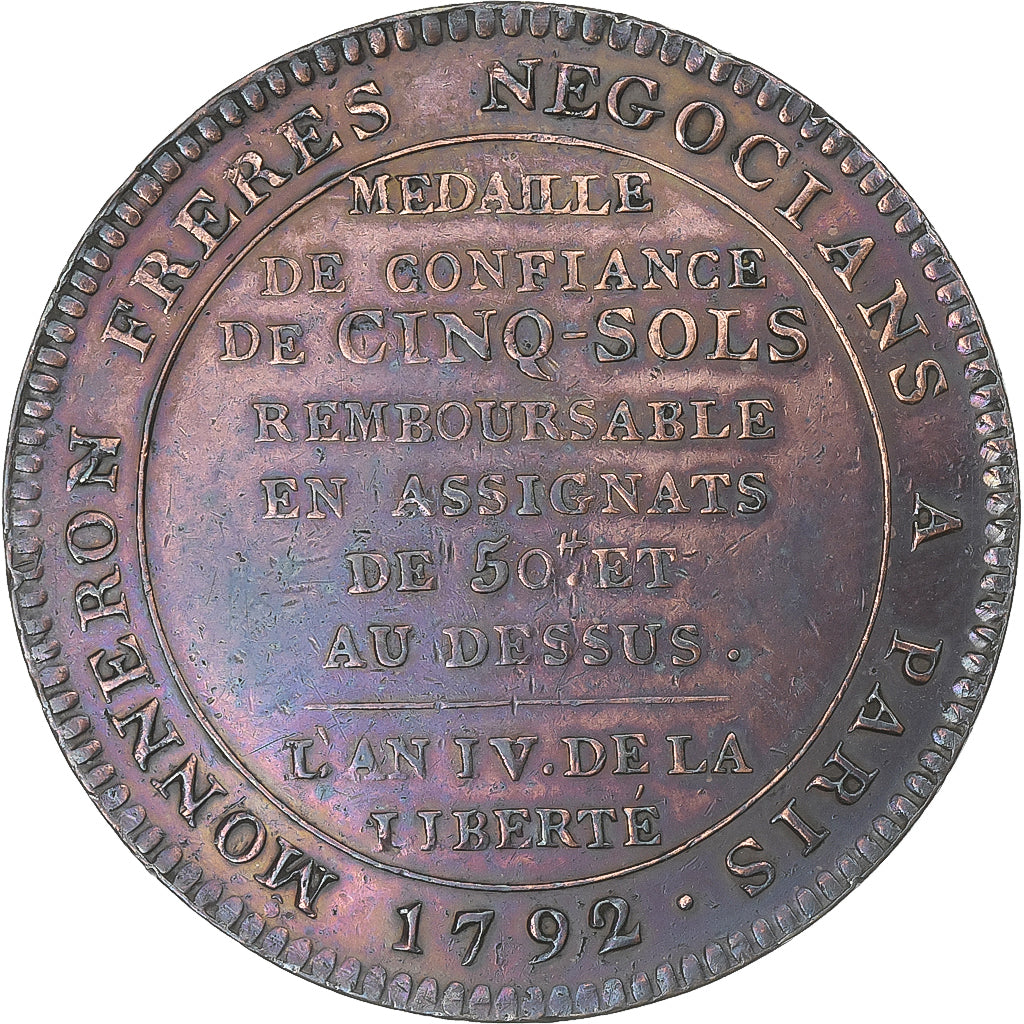 MONNERON FRERES NEGOCIANS A PARIS . 1792
MEDAILLE
DE CONFIANCE
DE CINQ-SOLS
REMBOURSABLE
EN ASSIGNATS
DE 50.tt ET
AU DESSUS .
L'AN IV. DE LA
LIBERTÉ